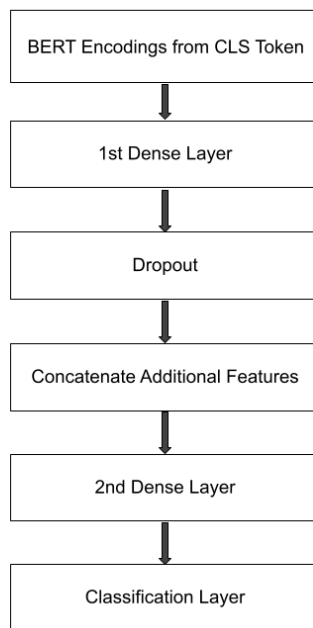 BERT Encodings from CLS Token
1st Dense Layer
Dropout
Concatenate Additional Features
2nd Dense Layer
Classification Layer